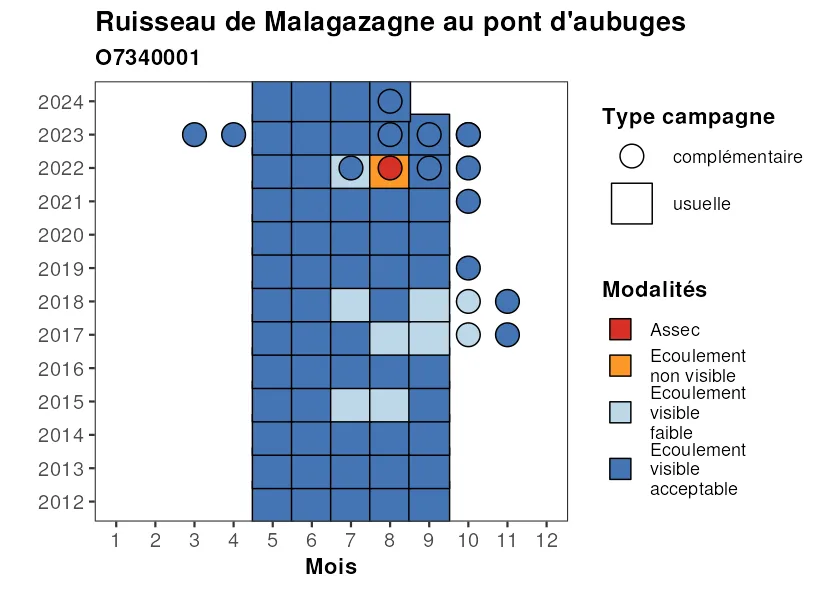 Ruisseau de Malagazagne au pont d'aubuges
O7340001
2024
2023
2022
2021
2020
2019
2018
2017
2016
2015
2014
2013
2012
1 2 3 4 5 6 7 8 9 10 11 12
Mois
Type campagne
complémentaire
usuelle
Modalités
Assec
Ecoulement
non visible
Ecoulement
visible
faible
Ecoulement
visible
acceptable